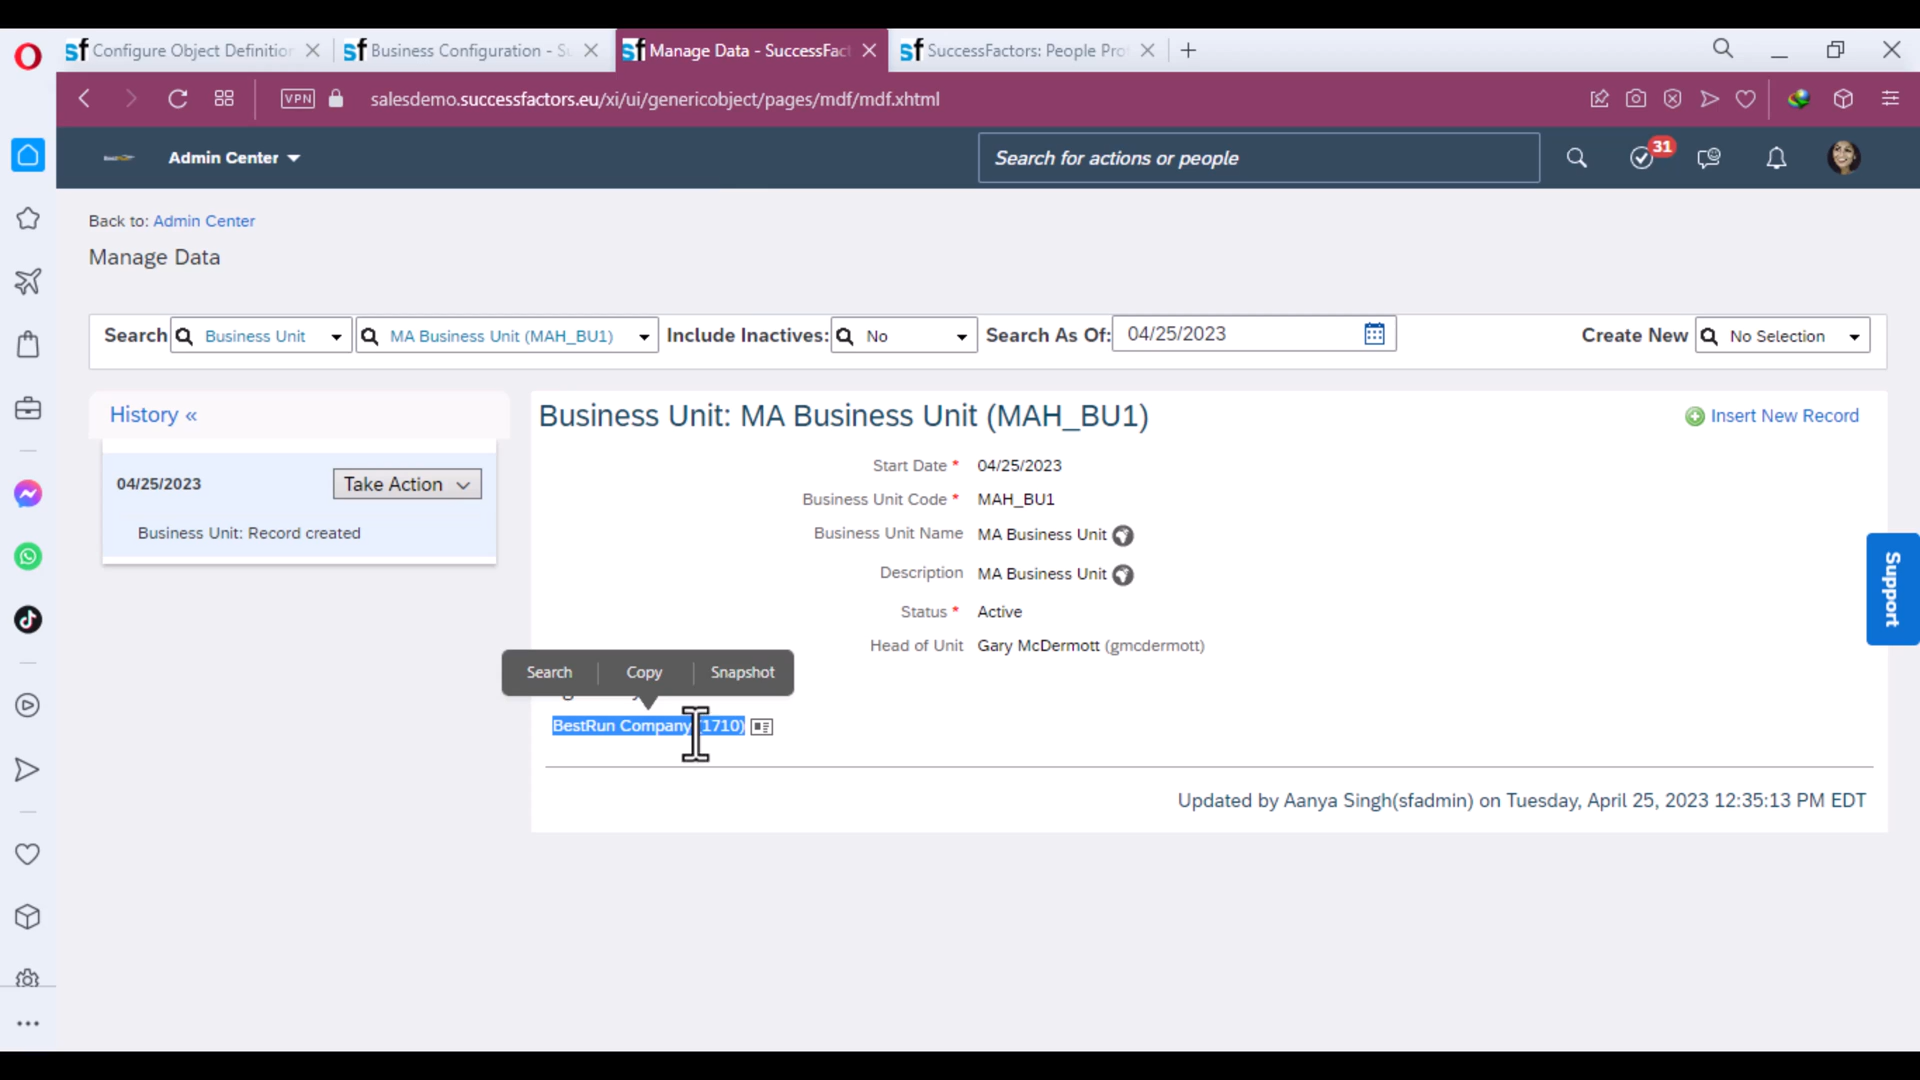 Configure Object Definition
Business Configuration - Su
Manage Data - SuccessFact
SuccessFactors: People Pro
VPN
salesdemo.successfactors.eu/xi/ui/genericobject/pages/mdf/mdf.xhtml
Admin Center
Search for actions or people
31
Back to: Admin Center
Manage Data
Search Business Unit MA Business Unit (MAH_BU1) Include Inactives: No Search As Of: 04/25/2023 Create New No Selection
History «
04/25/2023 Take Action
Business Unit: Record created
Business Unit: MA Business Unit (MAH_BU1)
Insert New Record
Start Date * 04/25/2023
Business Unit Code * MAH_BU1
Business Unit Name MA Business Unit
Description MA Business Unit
Status * Active
Head of Unit Gary McDermott (gmcdermott)
Search Copy Snapshot
BestRun Company (1710)
Updated by Aanya Singh(sfadmin) on Tuesday, April 25, 2023 12:35:13 PM EDT
Support